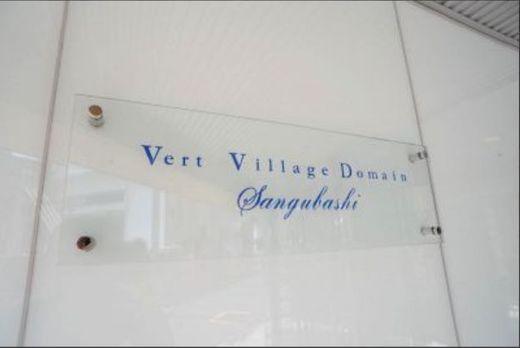 Vert Village Domain
Sangubashi